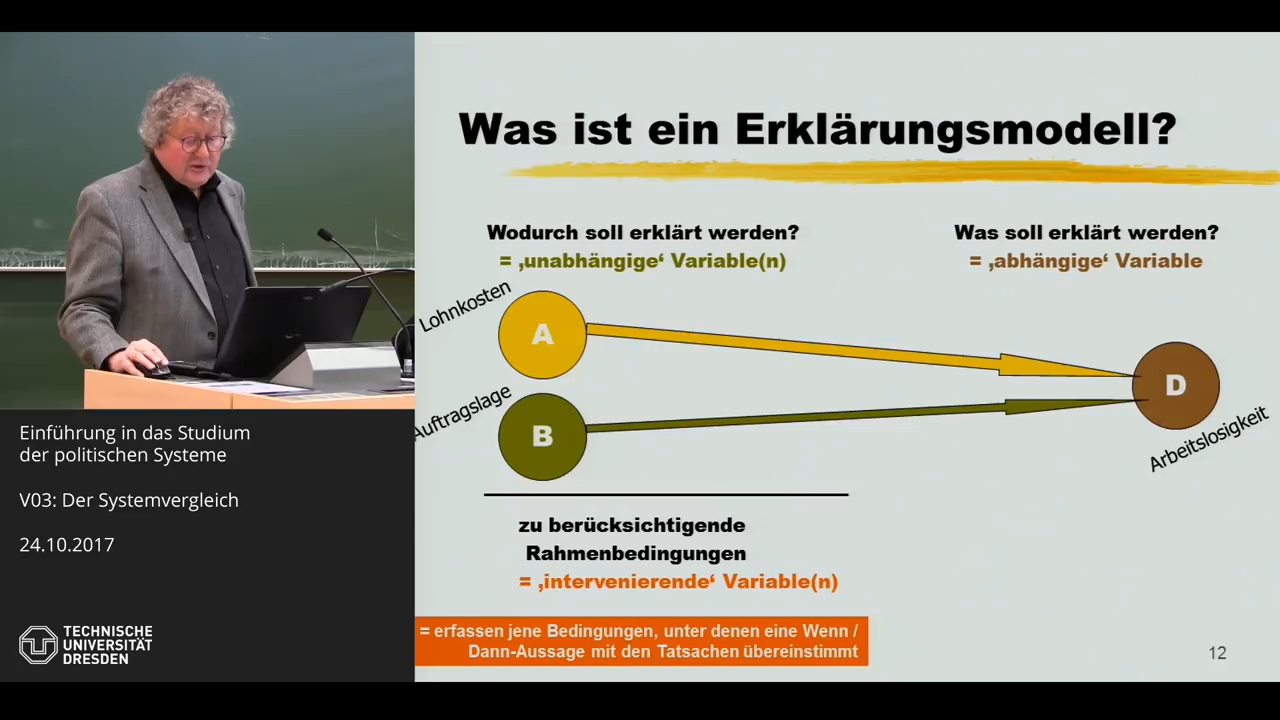 Was ist ein Erklärungsmodell?
Wodurch soll erklärt werden?
= ‚unabhängige‘ Variable(n)
Was soll erklärt werden?
= ‚abhängige‘ Variable
Lohnkosten
A
Auftragslage
B
D
Arbeitslosigkeit
zu berücksichtigende
Rahmenbedingungen
= ‚intervenierende‘ Variable(n)
= erfassen jene Bedingungen, unter denen eine Wenn /
Dann-Aussage mit den Tatsachen übereinstimmt
12
Einführung in das Studium
der politischen Systeme
V03: Der Systemvergleich
24.10.2017
TECHNISCHE
UNIVERSITÄT
DRESDEN